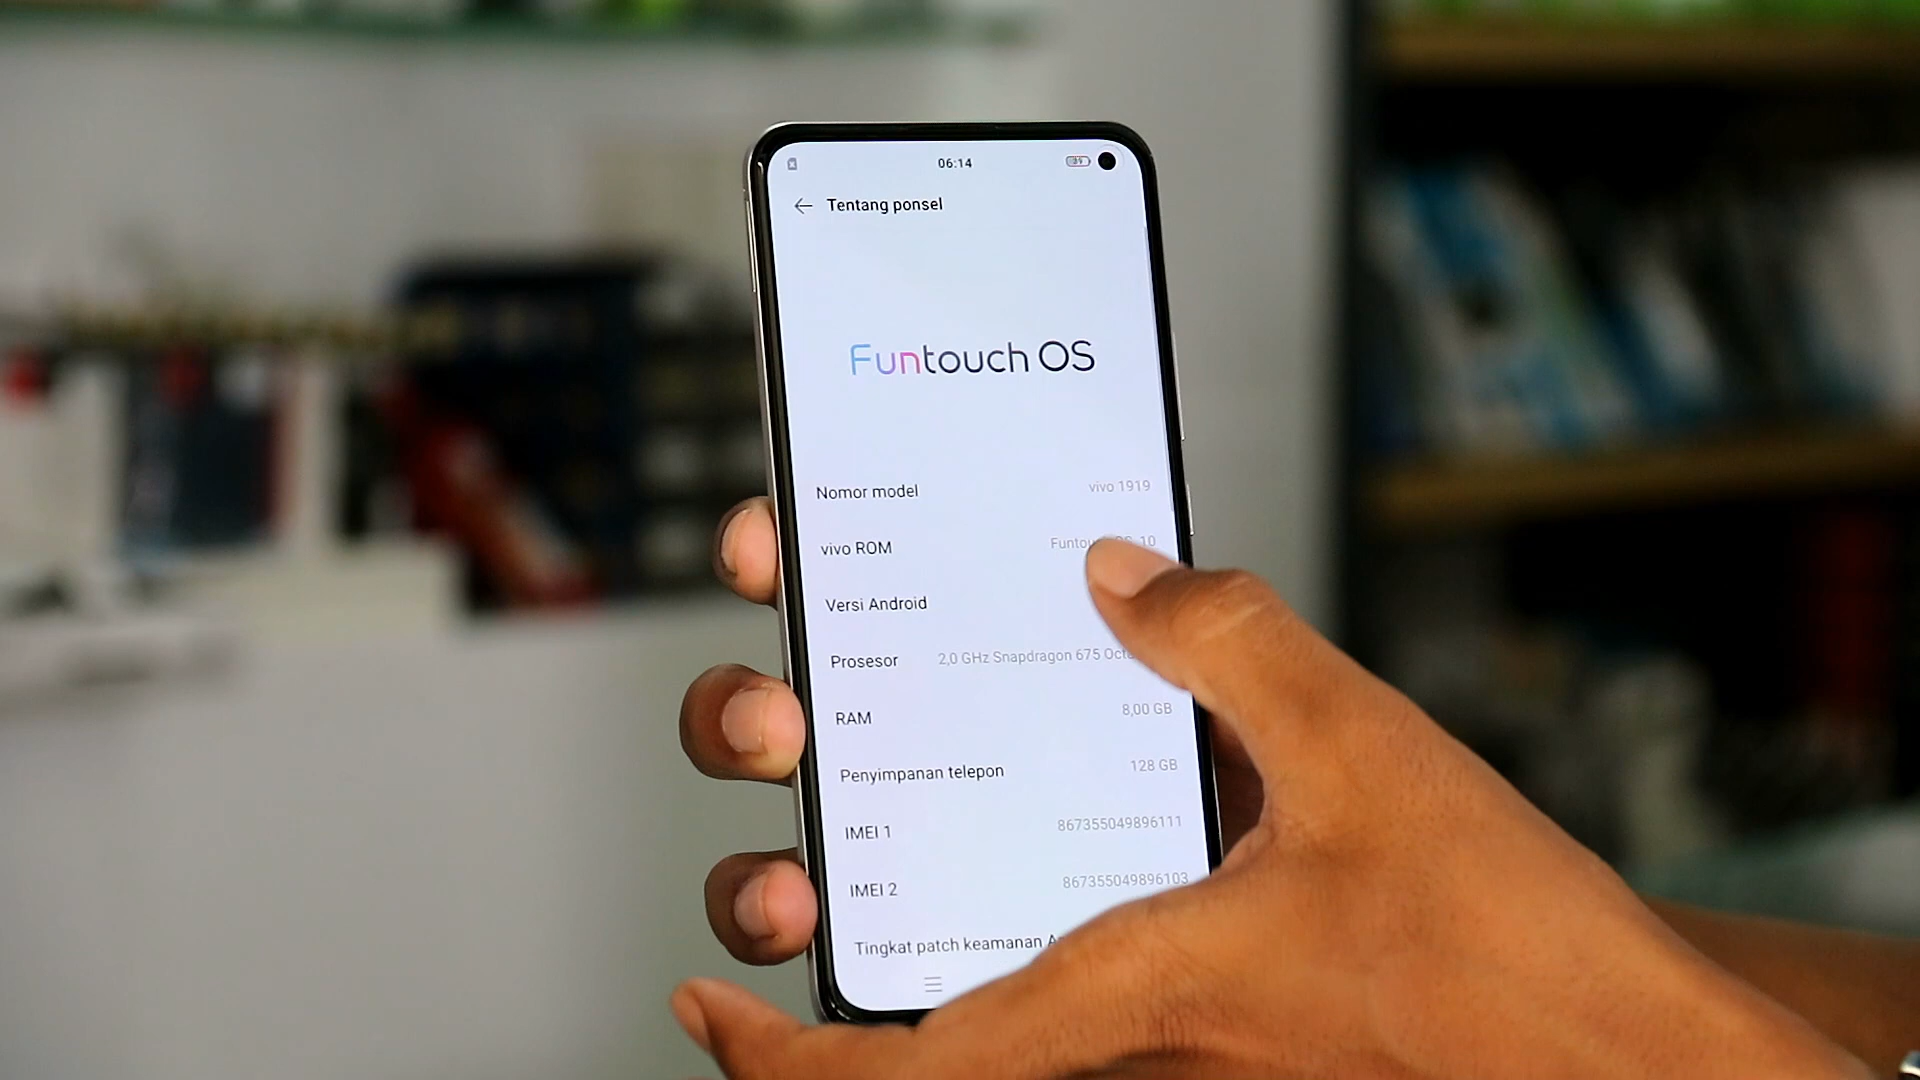 06:14
Tentang ponsel
Funtouch OS
Nomor model vivo 1919
vivo ROM 10
Versi Android
Prosesor 2,0 GHz Snapdragon 675
RAM 8,00 GB
Penyimpanan telepon 128 GB
IMEI 1 867355049896111
IMEI 2 867355049896103
Tingkat patch keamanan